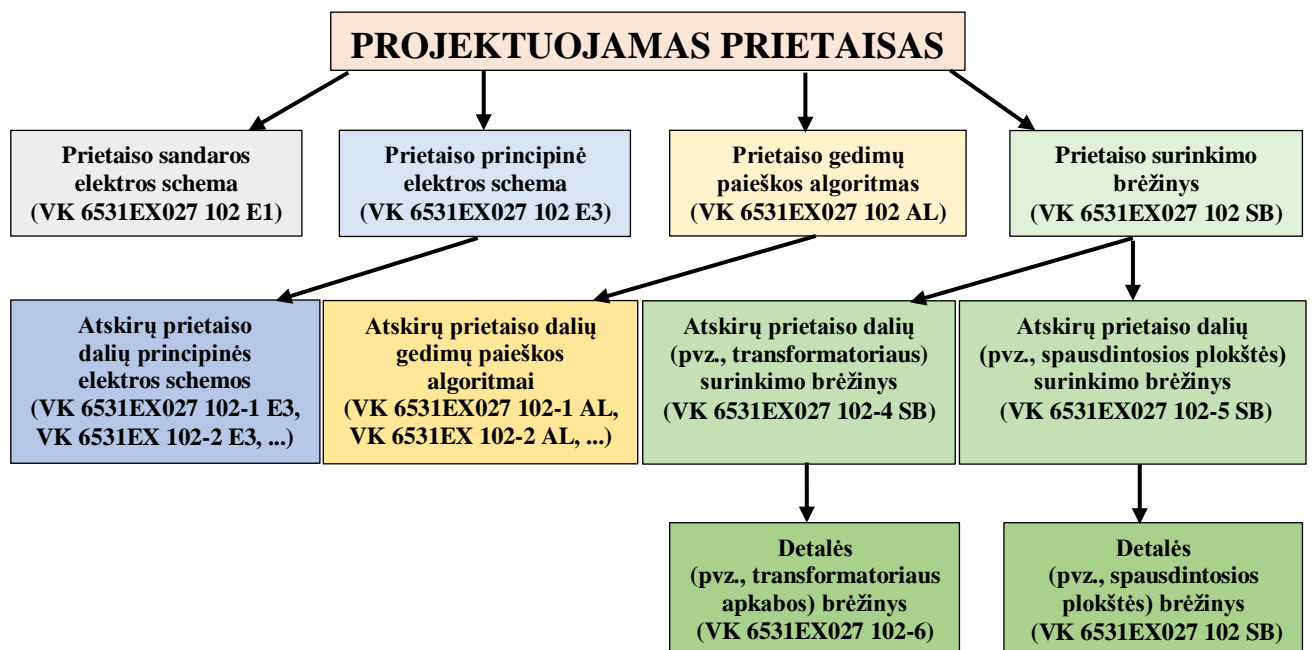 PROJEKTUOJAMAS PRIETAISAS
Prietaiso sandaros
elektros schema
(VK 6531EX027 102 E1)
Prietaiso principinė
elektros schema
(VK 6531EX027 102 E3)
Prietaiso gedimų
paieškos algoritmas
(VK 6531EX027 102 AL)
Prietaiso surinkimo
brėžinys
(VK 6531EX027 102 SB)
Atskirų prietaiso
dalių principinės
elektros schemos
(VK 6531EX027 102-1 E3,
VK 6531EX 102-2 E3, ...)
Atskirų prietaiso dalių
gedimų paieškos
algoritmai
(VK 6531EX027 102-1 AL,
VK 6531EX 102-2 AL, ...)
Atskirų prietaiso dalių
(pvz., transformatoriaus)
surinkimo brėžinys
(VK 6531EX027 102-4 SB)
Atskirų prietaiso dalių
(pvz., spausdintosios plokštės)
surinkimo brėžinys
(VK 6531EX027 102-5 SB)
Detalės
(pvz., transformatoriaus
apkabos) brėžinys
(VK 6531EX027 102-6)
Detalės
(pvz., spausdintosios
plokštės) brėžinys
(VK 6531EX027 102 SB)